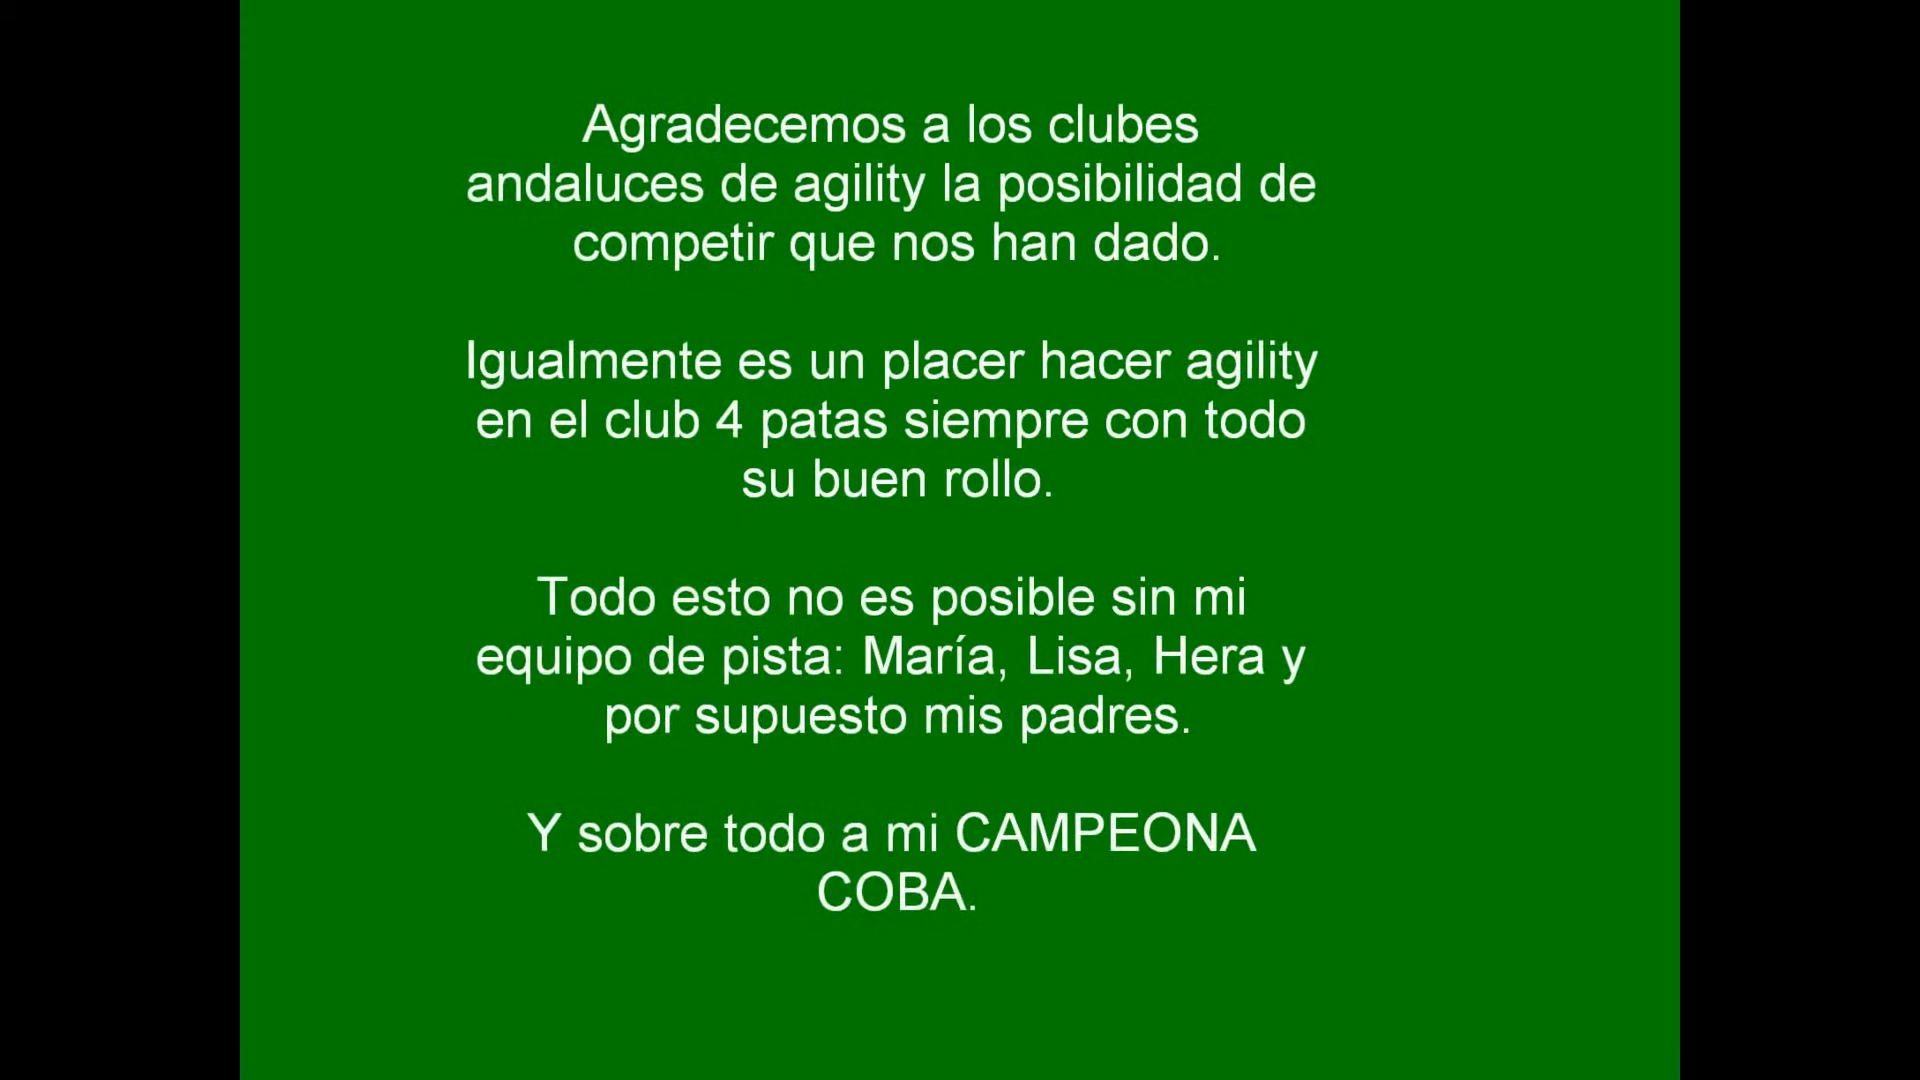 Agradecemos a los clubes
andaluces de agility la posibilidad de
competir que nos han dado.
Igualmente es un placer hacer agility
en el club 4 patas siempre con todo
su buen rollo.
Todo esto no es posible sin mi
equipo de pista: María, Lisa, Hera y
por supuesto mis padres.
Y sobre todo a mi CAMPEONA
COBA.